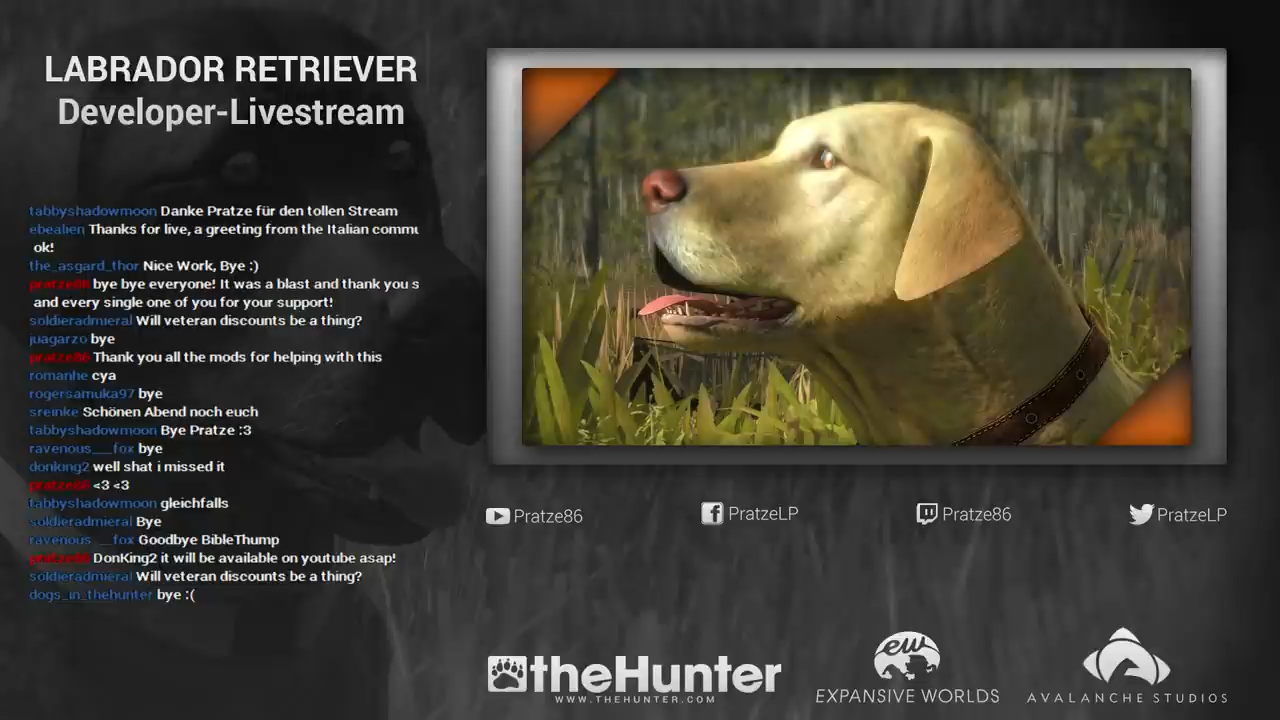 LABRADOR RETRIEVER
Developer-Livestream
tabbyshadowmoon Danke Pratze für den tollen Stream
ebealien Thanks for live, a greeting from the Italian commu
ok!
the_asgard_thor Nice Work, Bye :)
pratze86 bye bye everyone! It was a blast and thank you s
and every single one of you for your support!
soldieradmieral Will veteran discounts be a thing?
juagarzo bye
pratze86 Thank you all the mods for helping with this
romanhe cya
rogersamuka97 bye
sreinke Schönen Abend noch euch
tabbyshadowmoon Bye Pratze :3
ravenous___fox bye
donking2 well shat i missed it
pratze86 <3 <3
tabbyshadowmoon gleichfalls
soldieradmieral Bye
ravenous___fox Goodbye BibleThump
pratze86 DonKing2 it will be available on youtube asap!
soldieradmieral Will veteran discounts be a thing?
dogs_in_thehunter bye :(
Pratze86
PratzeLP
Pratze86
PratzeLP
theHunter
WWW.THEHUNTER.COM
ew
EXPANSIVE WORLDS
AVALANCHE STUDIOS